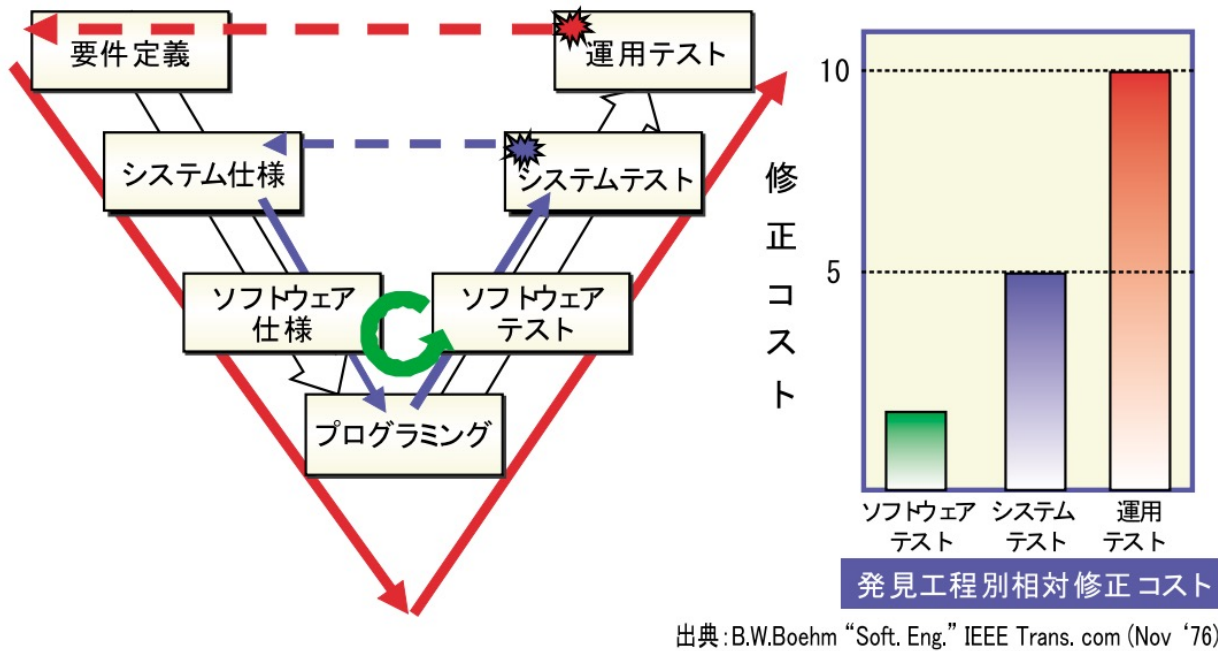 要件定義
運用テスト
システム仕様
システムテスト
ソフトウェア
仕様
ソフトウェア
テスト
プログラミング
修正コスト
10
5
ソフトウェア
テスト
システム
テスト
運用
テスト
発見工程別相対修正コスト
出典:B.W.Boehm “Soft. Eng.” IEEE Trans. com (Nov ‘76)